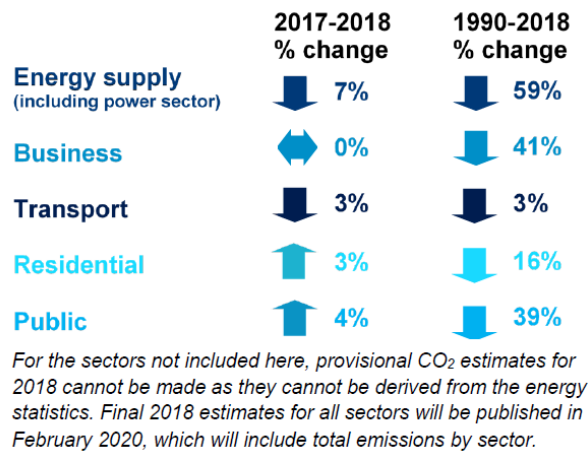 2017-2018 1990-2018
% change % change
Energy supply 7% 59%
(including power sector)
Business 0% 41%
Transport 3% 3%
Residential 3% 16%
Public 4% 39%
For the sectors not included here, provisional CO₂ estimates for
2018 cannot be made as they cannot be derived from the energy
statistics. Final 2018 estimates for all sectors will be published in
February 2020, which will include total emissions by sector.